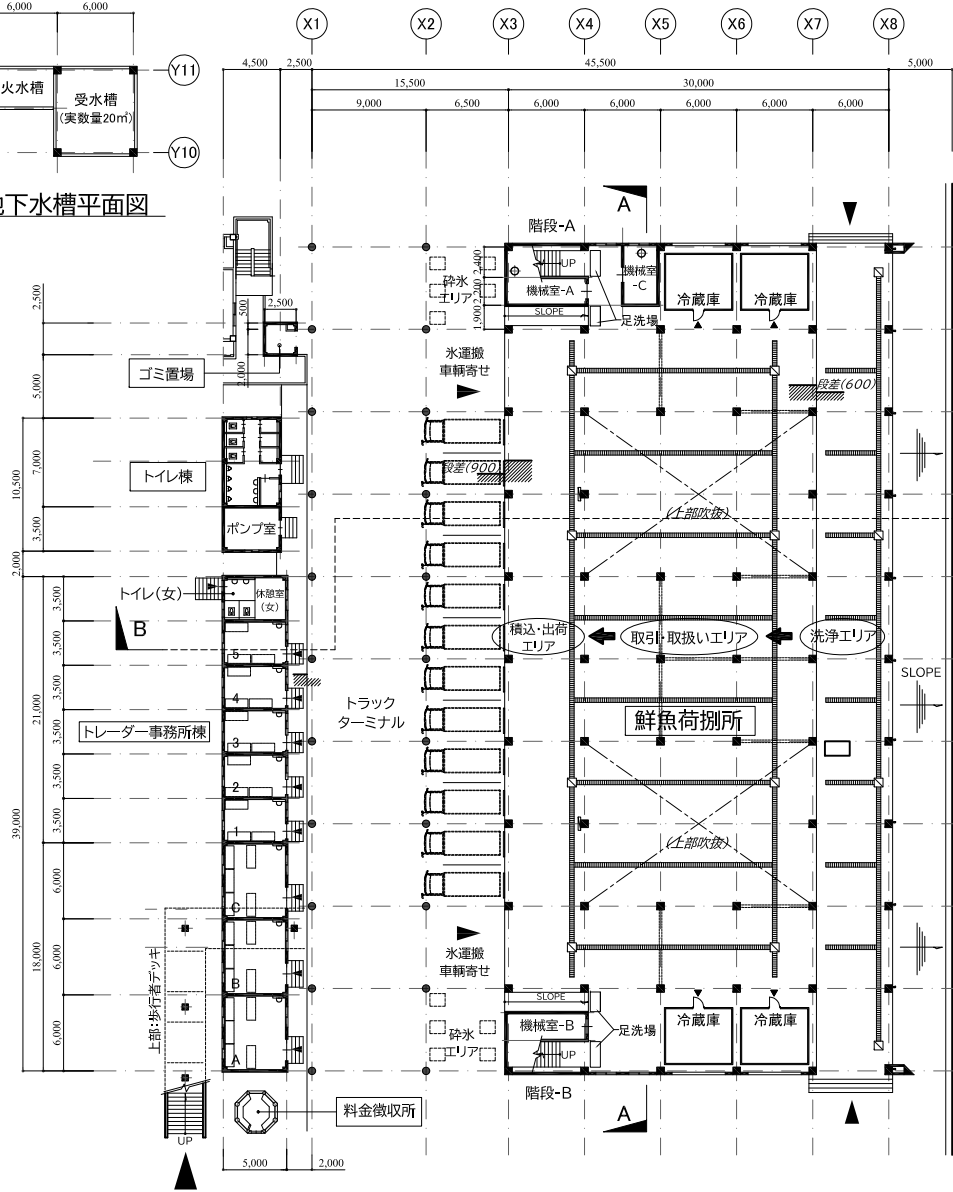 6,000
6,000
X1
X2
X3
X4
X5
X6
X7
X8
Y11
火水槽
受水槽
(実数量20㎥)
Y10
地下水槽平面図
4,500
2,500
45,500
5,000
15,500
30,000
9,000
6,500
6,000
6,000
6,000
6,000
6,000
A
階段-A
UP
2,400
2,200
1,900
機械室-A
機械室
-C
SLOPE
足洗場
冷蔵庫
冷蔵庫
砕氷
エリア
氷運搬
車輌寄せ
2,500
2,500
500
2,000
5,000
ゴミ置場
段差(600)
段差(900)
トイレ棟
7,000
10,500
3,500
ポンプ室
2,000
(上部吹抜)
トイレ(女)
休憩室
(女)
B
3,500
3,500
3,500
3,500
3,500
3,500
21,000
39,000
5
4
3
2
1
トレーダー事務所棟
トラック
ターミナル
積込・出荷
エリア
取引・取扱いエリア
洗浄エリア
SLOPE
鮮魚荷捌所
(上部吹抜)
6,000
6,000
6,000
18,000
C
B
A
上部:歩行者デッキ
氷運搬
車輌寄せ
砕氷
エリア
SLOPE
機械室-B
UP
足洗場
冷蔵庫
冷蔵庫
階段-B
A
料金徴収所
UP
5,000
2,000